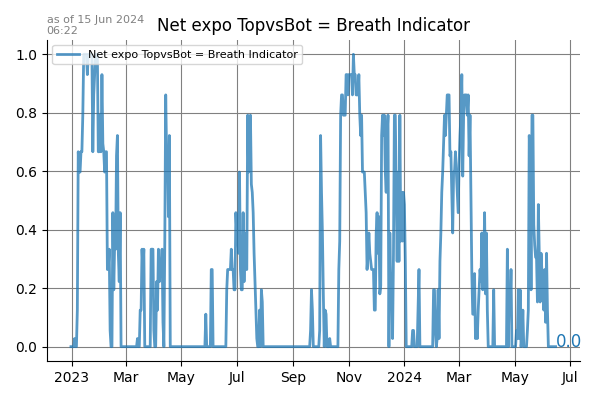 as of 15 Jun 2024
06:22
Net expo TopvsBot = Breath Indicator
Net expo TopvsBot = Breath Indicator
1.0
0.8
0.6
0.4
0.2
0.0
0.0
2023 Mar May Jul Sep Nov 2024 Mar May Jul